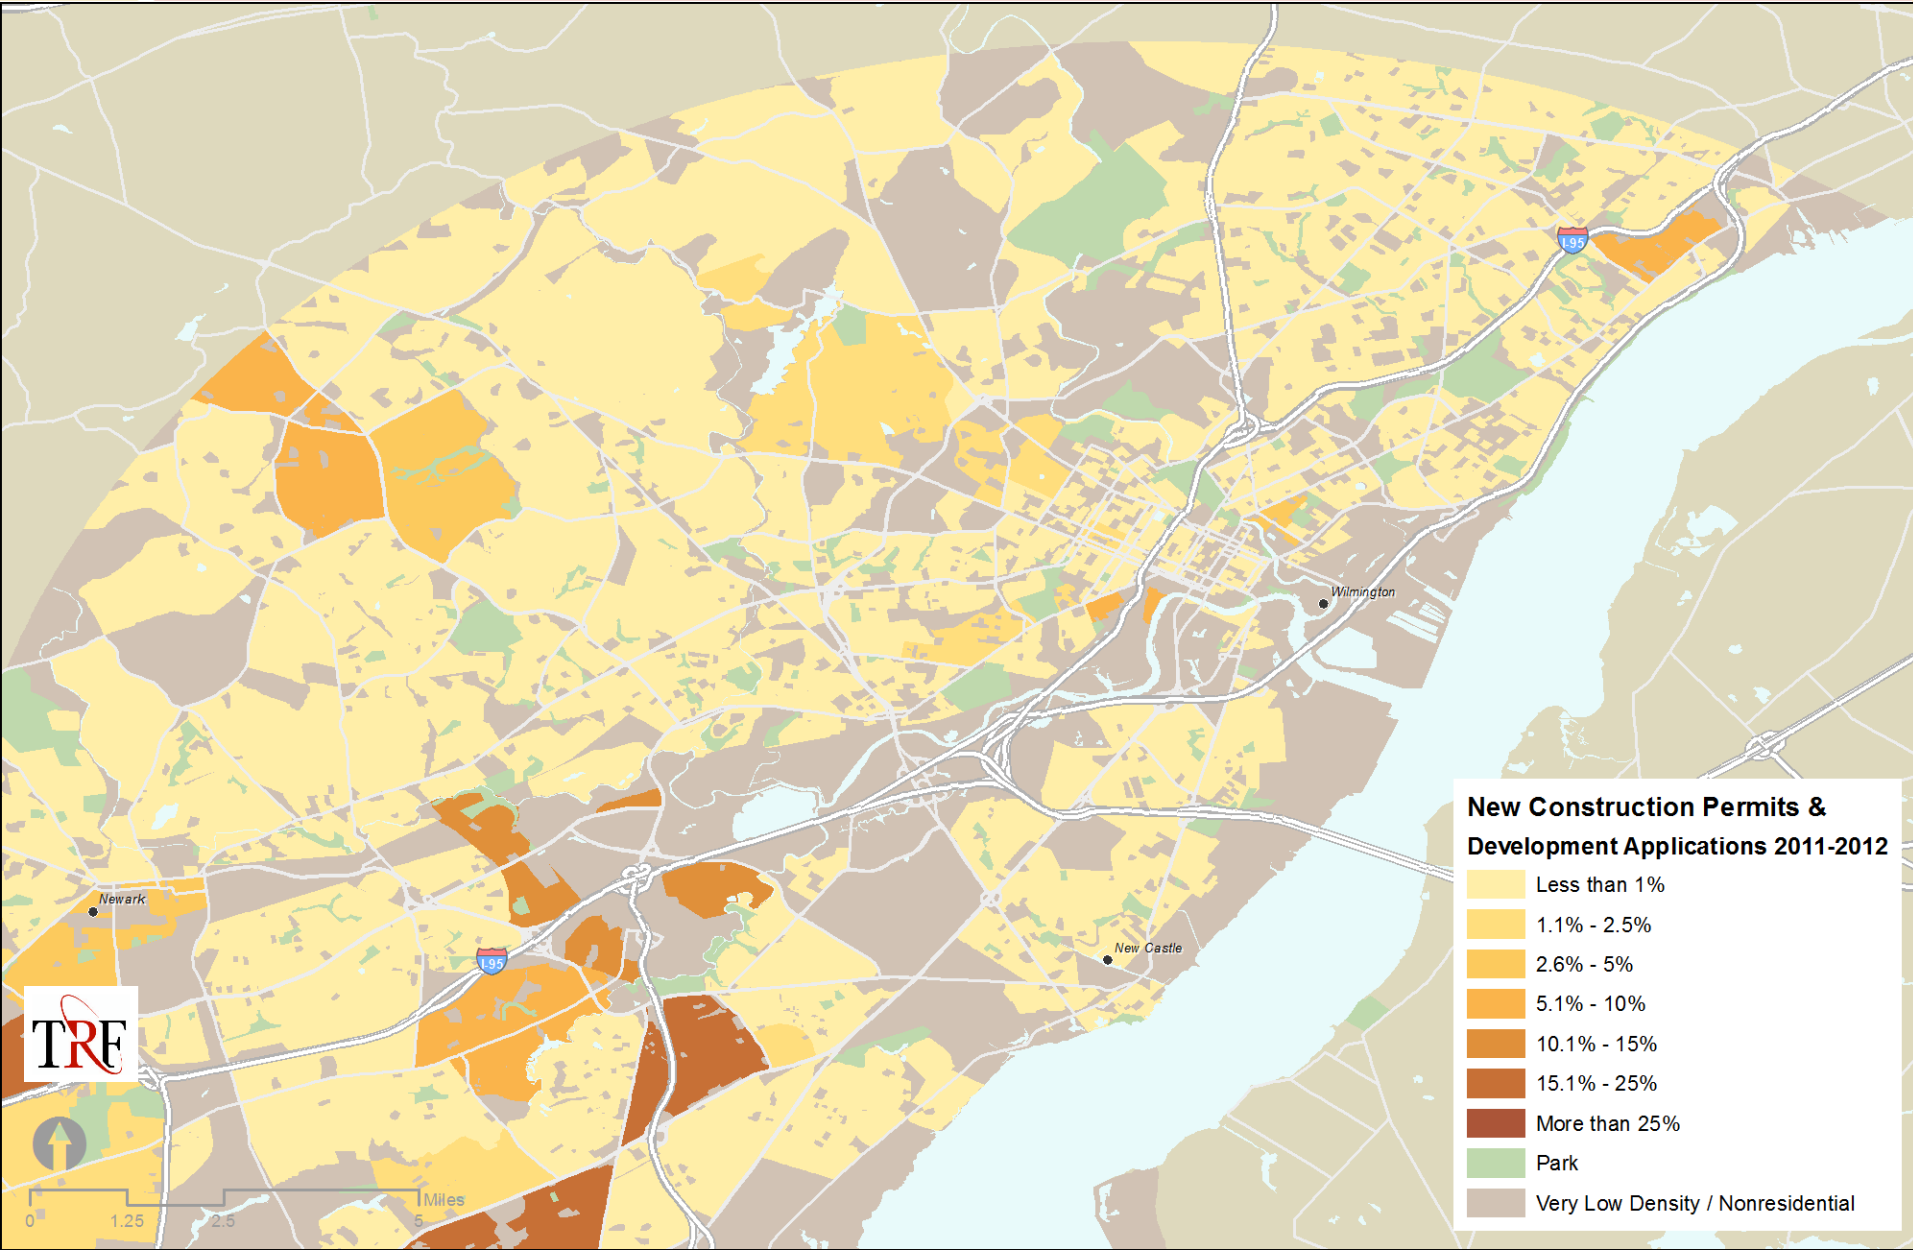 I-95
Wilmington
New Construction Permits &
Development Applications 2011-2012
Less than 1%
1.1% - 2.5%
2.6% - 5%
5.1% - 10%
10.1% - 15%
15.1% - 25%
More than 25%
Park
Very Low Density / Nonresidential
Newark
New Castle
I-95
TRF
Miles
0 1.25 2.5 5